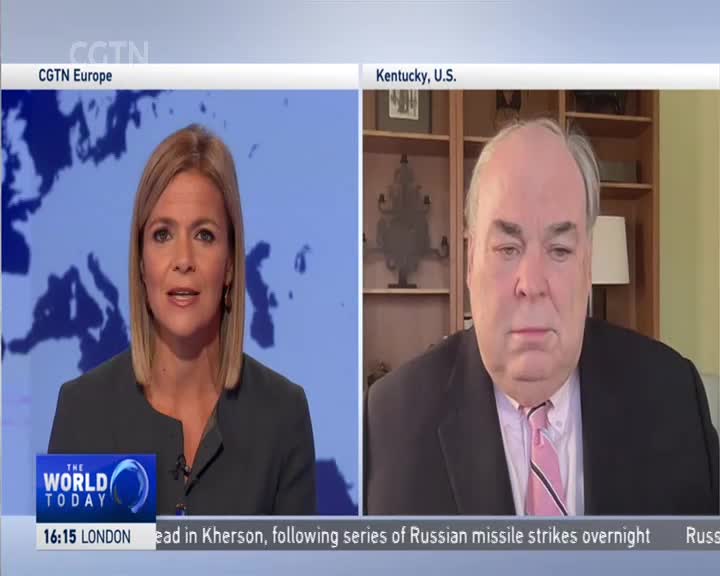 CGTN
CGTN Europe
Kentucky, U.S.
THE
WORLD
TODAY
16:15 LONDON
ead in Kherson, following series of Russian missile strikes overnight
Russ